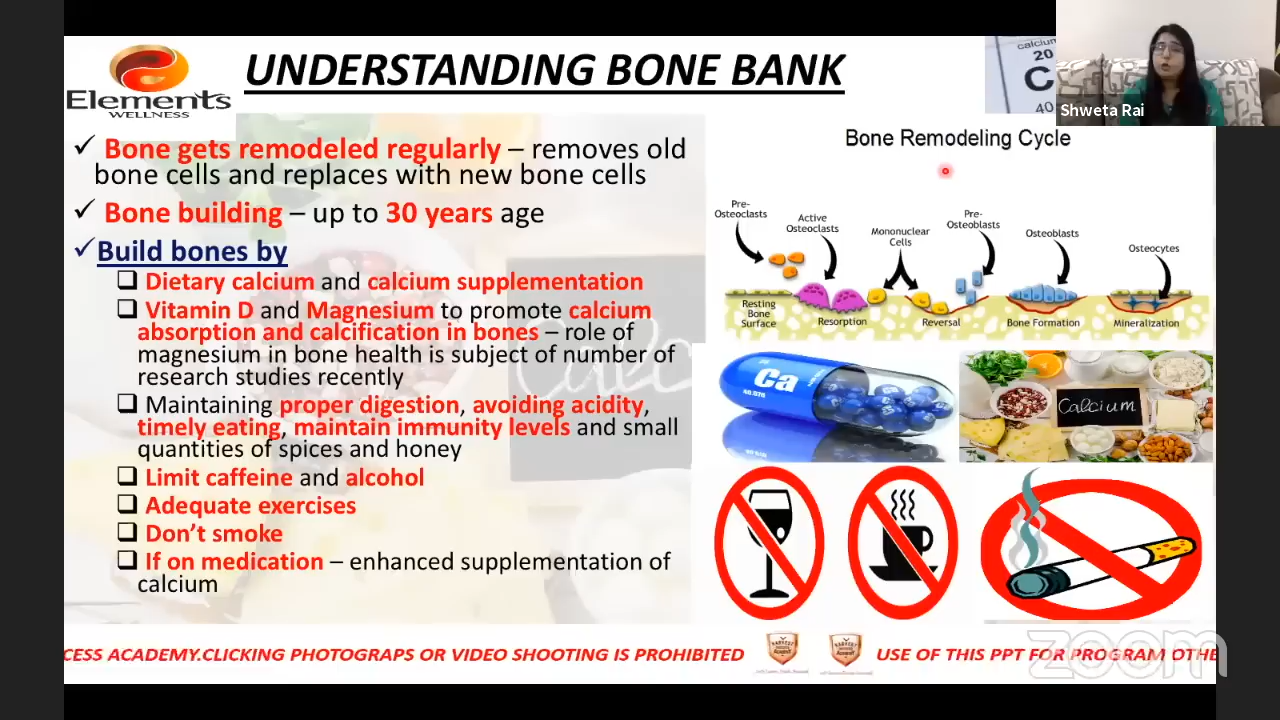 Elements
WELLNESS
UNDERSTANDING BONE BANK
calcium
20
C
40
Shweta Rai
✓ Bone gets remodeled regularly – removes old
bone cells and replaces with new bone cells
✓ Bone building – up to 30 years age
✓ Build bones by
❑ Dietary calcium and calcium supplementation
❑ Vitamin D and Magnesium to promote calcium
absorption and calcification in bones – role of
magnesium in bone health is subject of number of
research studies recently
❑ Maintaining proper digestion, avoiding acidity,
timely eating, maintain immunity levels and small
quantities of spices and honey
❑ Limit caffeine and alcohol
❑ Adequate exercises
❑ Don’t smoke
❑ If on medication – enhanced supplementation of
calcium
Bone Remodeling Cycle
Pre-
Osteoclasts
Active
Osteoclasts
Mononuclear
Cells
Pre-
Osteoblasts
Osteoblasts
Osteocytes
Resting
Bone
Surface
Resorption
Reversal
Bone Formation
Mineralization
Ca
Calcium
CESS ACADEMY.CLICKING PHOTOGRAPS OR VIDEO SHOOTING IS PROHIBITED
USE OF THIS PPT FOR PROGRAM OTHE
zoom